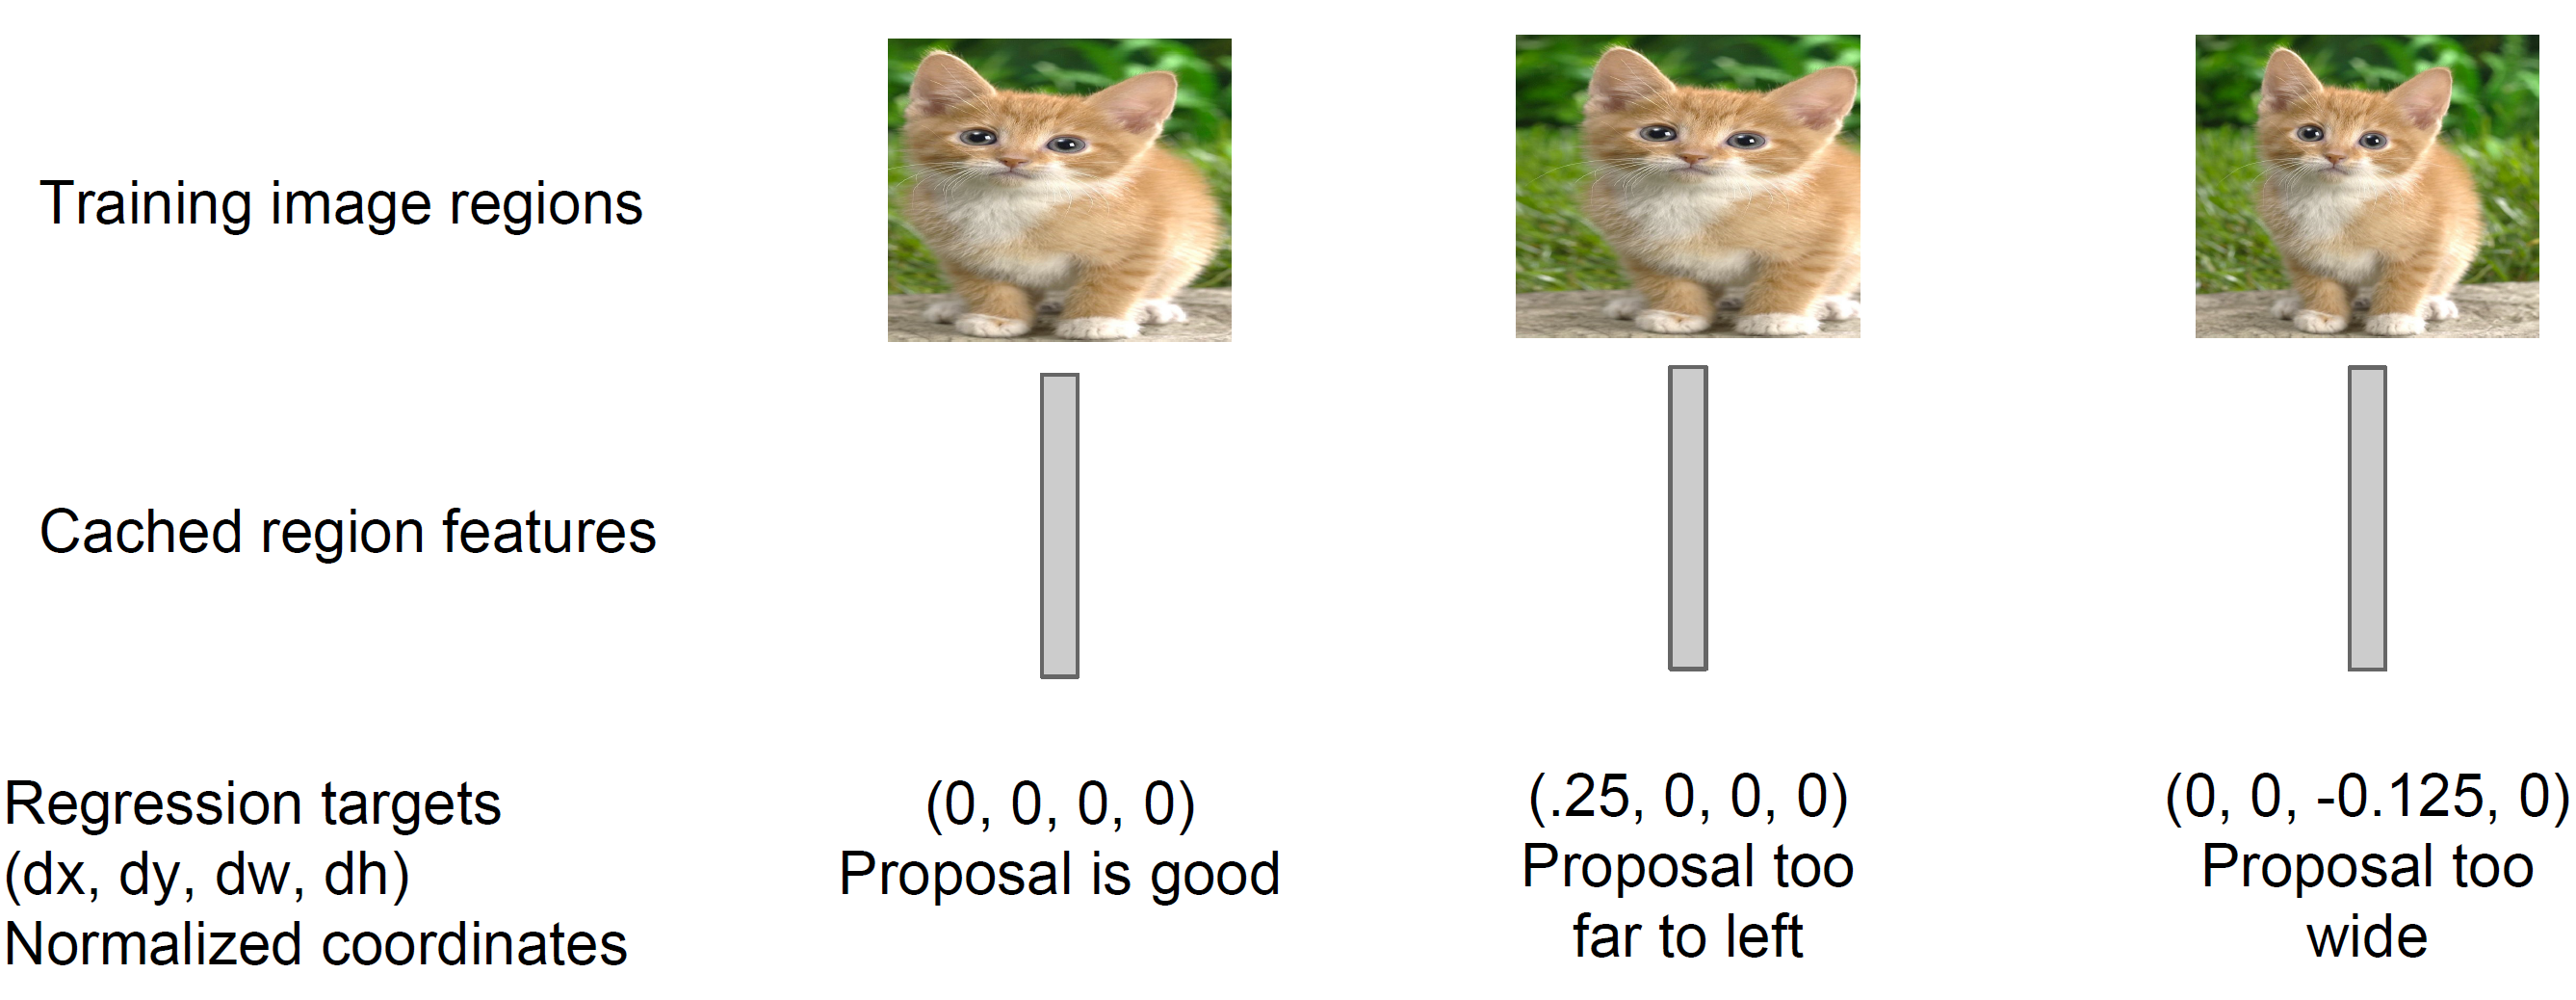 Training image regions
Cached region features
Regression targets
(dx, dy, dw, dh)
Normalized coordinates
(0, 0, 0, 0)
Proposal is good
(.25, 0, 0, 0)
Proposal too
far to left
(0, 0, -0.125, 0)
Proposal too
wide